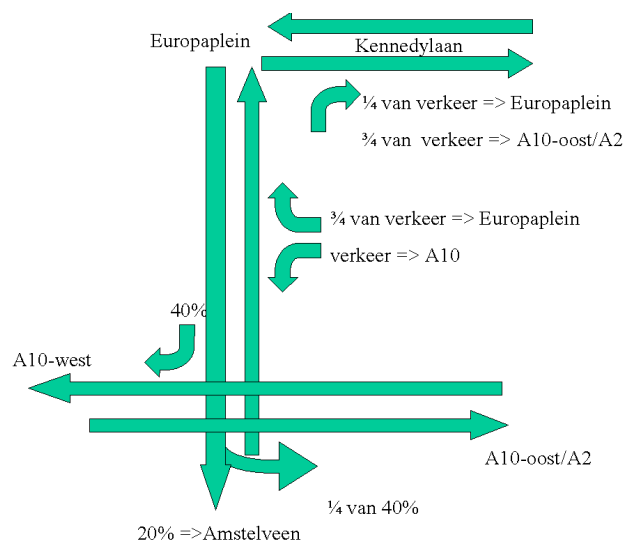 Europaplein
Kennedylaan
¼ van verkeer => Europaplein
¾ van verkeer => A10-oost/A2
¾ van verkeer => Europaplein
verkeer => A10
40%
A10-west
A10-oost/A2
¼ van 40%
20% =>Amstelveen